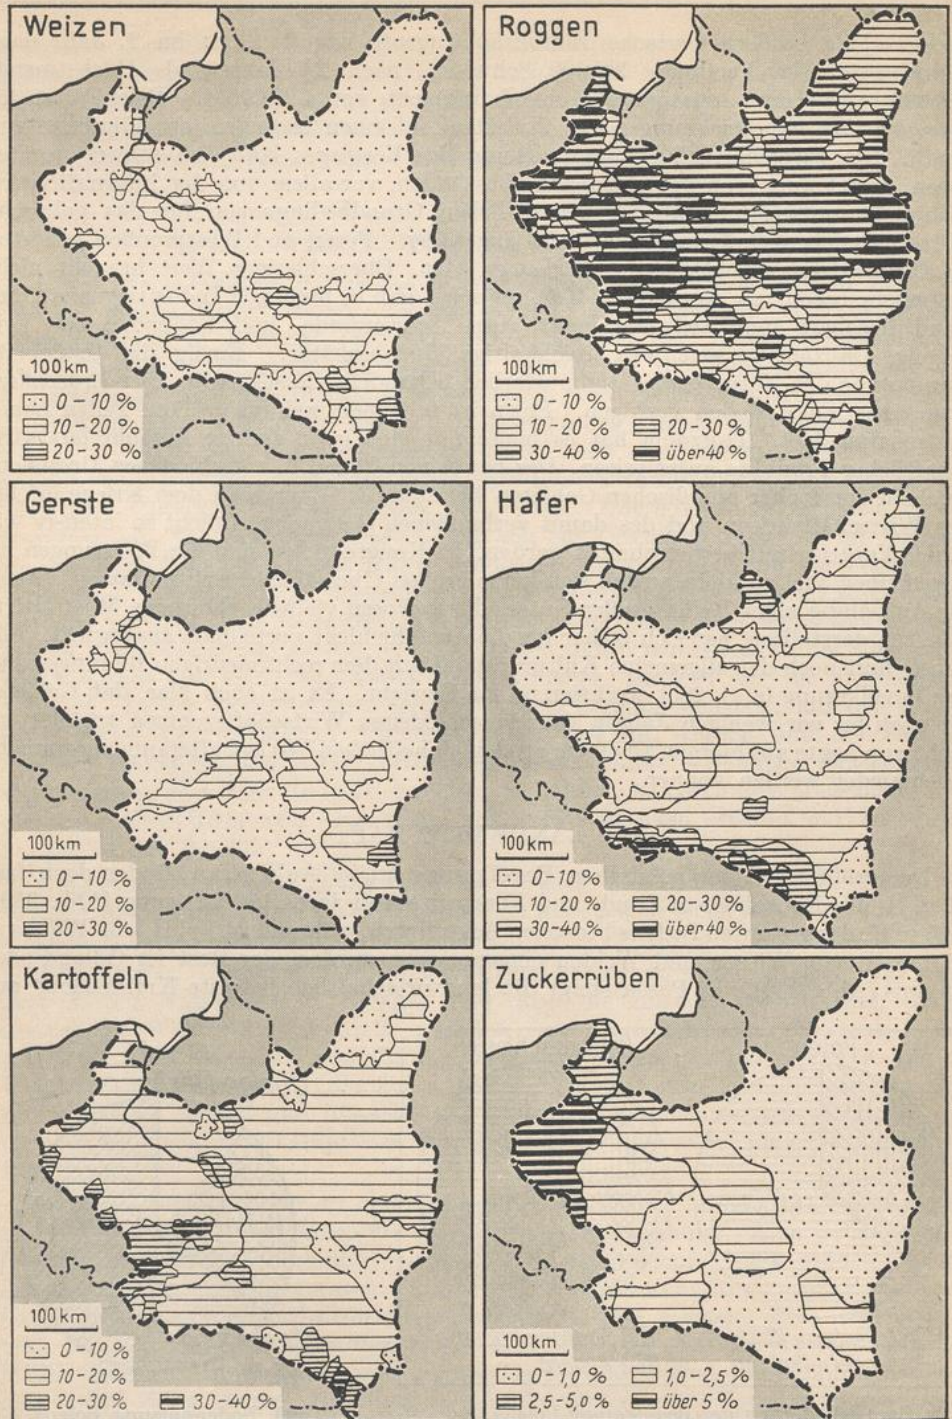 Weizen
100 km
0–10 %
10–20 %
20–30 %
Roggen
100 km
0–10 %
10–20 % 20–30 %
30–40 % über 40 %
Gerste
100 km
0–10 %
10–20 %
20–30 %
Hafer
100 km
0–10 %
10–20 % 20–30 %
30–40 % über 40 %
Kartoffeln
100 km
0–10 %
10–20 %
20–30 % 30–40 %
Zuckerrüben
100 km
0–1,0 % 1,0–2,5 %
2,5–5,0 % über 5 %